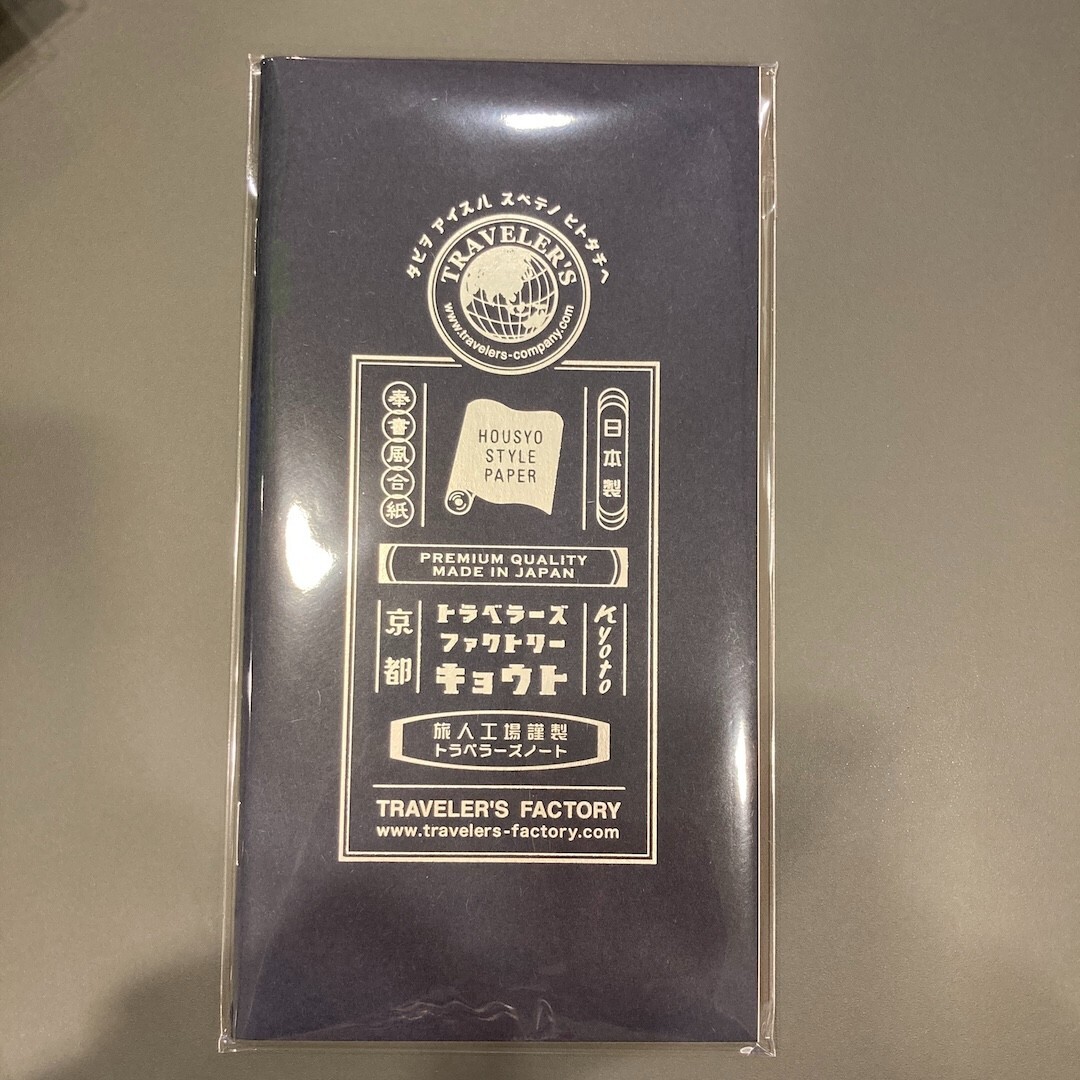 タビヲ アイスル スベテノ ヒトタチヘ
TRAVELER'S
www.travelers-company.com
奉書風合紙
HOUSYO
STYLE
PAPER
日本製
PREMIUM QUALITY
MADE IN JAPAN
京都
トラベラーズ
ファクトリー
キョウト
Kyoto
旅人工場謹製
トラベラーズノート
TRAVELER'S FACTORY
www.travelers-factory.com